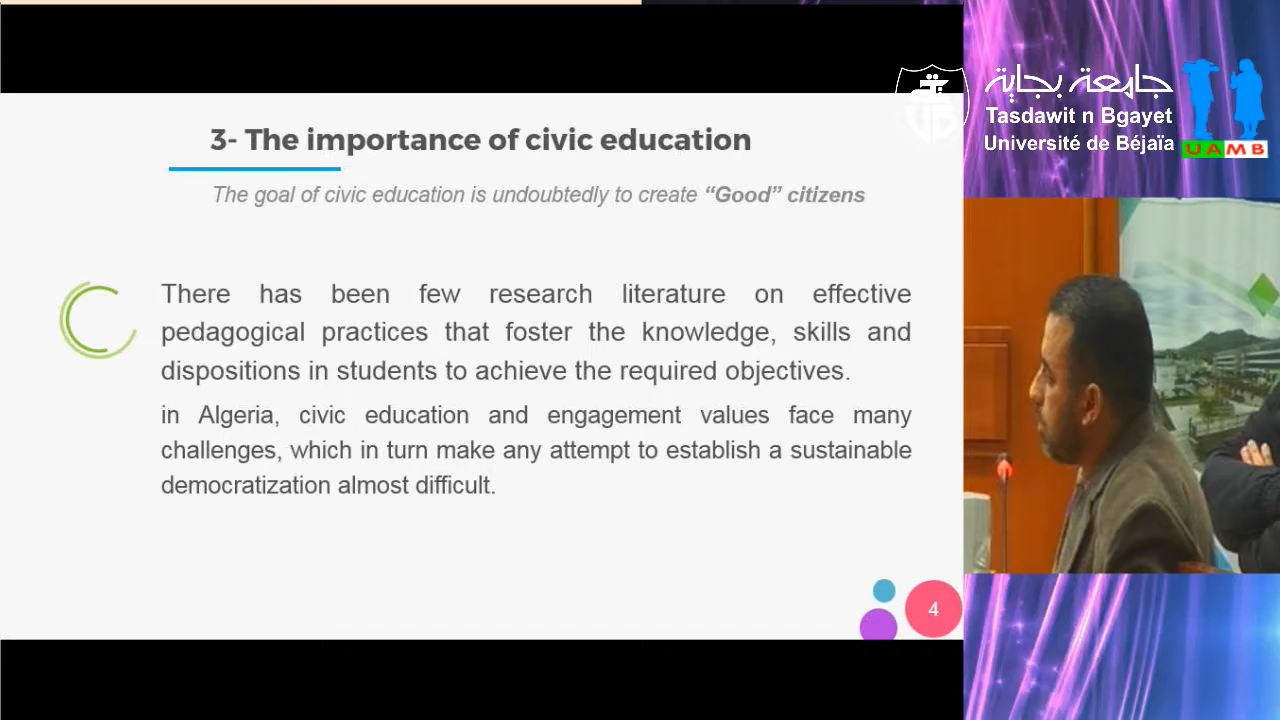 3- The importance of civic education
The goal of civic education is undoubtedly to create “Good” citizens
There has been few research literature on effective
pedagogical practices that foster the knowledge, skills and
dispositions in students to achieve the required objectives.
in Algeria, civic education and engagement values face many
challenges, which in turn make any attempt to establish a sustainable
democratization almost difficult.
4
جامعة بجاية
Tasdawit n Bgayet
Université de Béjaïa
UAMB